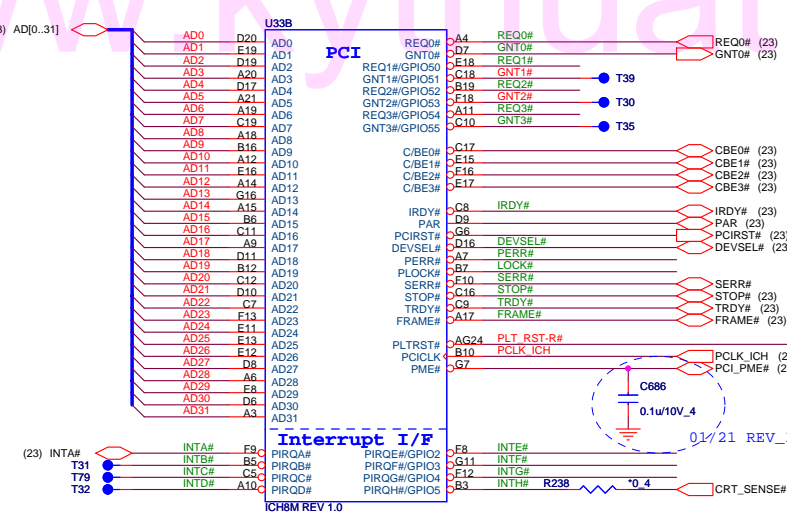 AD[0..31]
U33B
PCI
AD0 D20 AD0 REQ0# A4 REQ0# REQ0# (23)
AD1 E19 AD1 GNT0# D7 GNT0# GNT0# (23)
AD2 D19 AD2 REQ1#/GPIO50 E18 REQ1#
AD3 A20 AD3 GNT1#/GPIO51 C18 GNT1# T39
AD4 D17 AD4 REQ2#/GPIO52 B19 REQ2#
AD5 A21 AD5 GNT2#/GPIO53 F18 GNT2# T30
AD6 A19 AD6 REQ3#/GPIO54 A11 REQ3#
AD7 C19 AD7 GNT3#/GPIO55 C10 GNT3# T35
AD8 A18 AD8
AD9 B16 AD9 C/BE0# C17 CBE0# (23)
AD10 A12 AD10 C/BE1# E15 CBE1# (23)
AD11 E16 AD11 C/BE2# F16 CBE2# (23)
AD12 A14 AD12 C/BE3# E17 CBE3# (23)
AD13 G16 AD13
AD14 A15 AD14 IRDY# C8 IRDY# IRDY# (23)
AD15 B6 AD15 PAR D9 PAR (23)
AD16 C11 AD16 PCIRST# G6 PCIRST# (23)
AD17 A9 AD17 DEVSEL# D16 DEVSEL# DEVSEL# (23
AD18 D11 AD18 PERR# A7 PERR#
AD19 B12 AD19 PLOCK# B7 LOCK#
AD20 C12 AD20 SERR# F10 SERR# SERR#
AD21 D10 AD21 STOP# C16 STOP# STOP# (23)
AD22 C7 AD22 TRDY# C9 TRDY# TRDY# (23)
AD23 F13 AD23 FRAME# A17 FRAME# FRAME# (23)
AD24 E11 AD24
AD25 E13 AD25 PLTRST# AG24 PLT_RST-R#
AD26 E12 AD26 PCICLK B10 PCLK_ICH PCLK_ICH (2
AD27 D8 AD27 PME# G7 PCI_PME# (2
AD28 A6 AD28
AD29 E8 AD29
AD30 D6 AD30
AD31 A3 AD31
C686
0.1u/10V_4
01/21 REV_
Interrupt I/F
(23) INTA# INTA# F9 PIRQA# PIRQE#/GPIO2 F8 INTE#
T31 INTB# B5 PIRQB# PIRQF#/GPIO3 G11 INTF#
T79 INTC# C5 PIRQC# PIRQG#/GPIO4 F12 INTG#
T32 INTD# A10 PIRQD# PIRQH#/GPIO5 B3 INTH# R238 *0_4 CRT_SENSE#
ICH8M REV 1.0